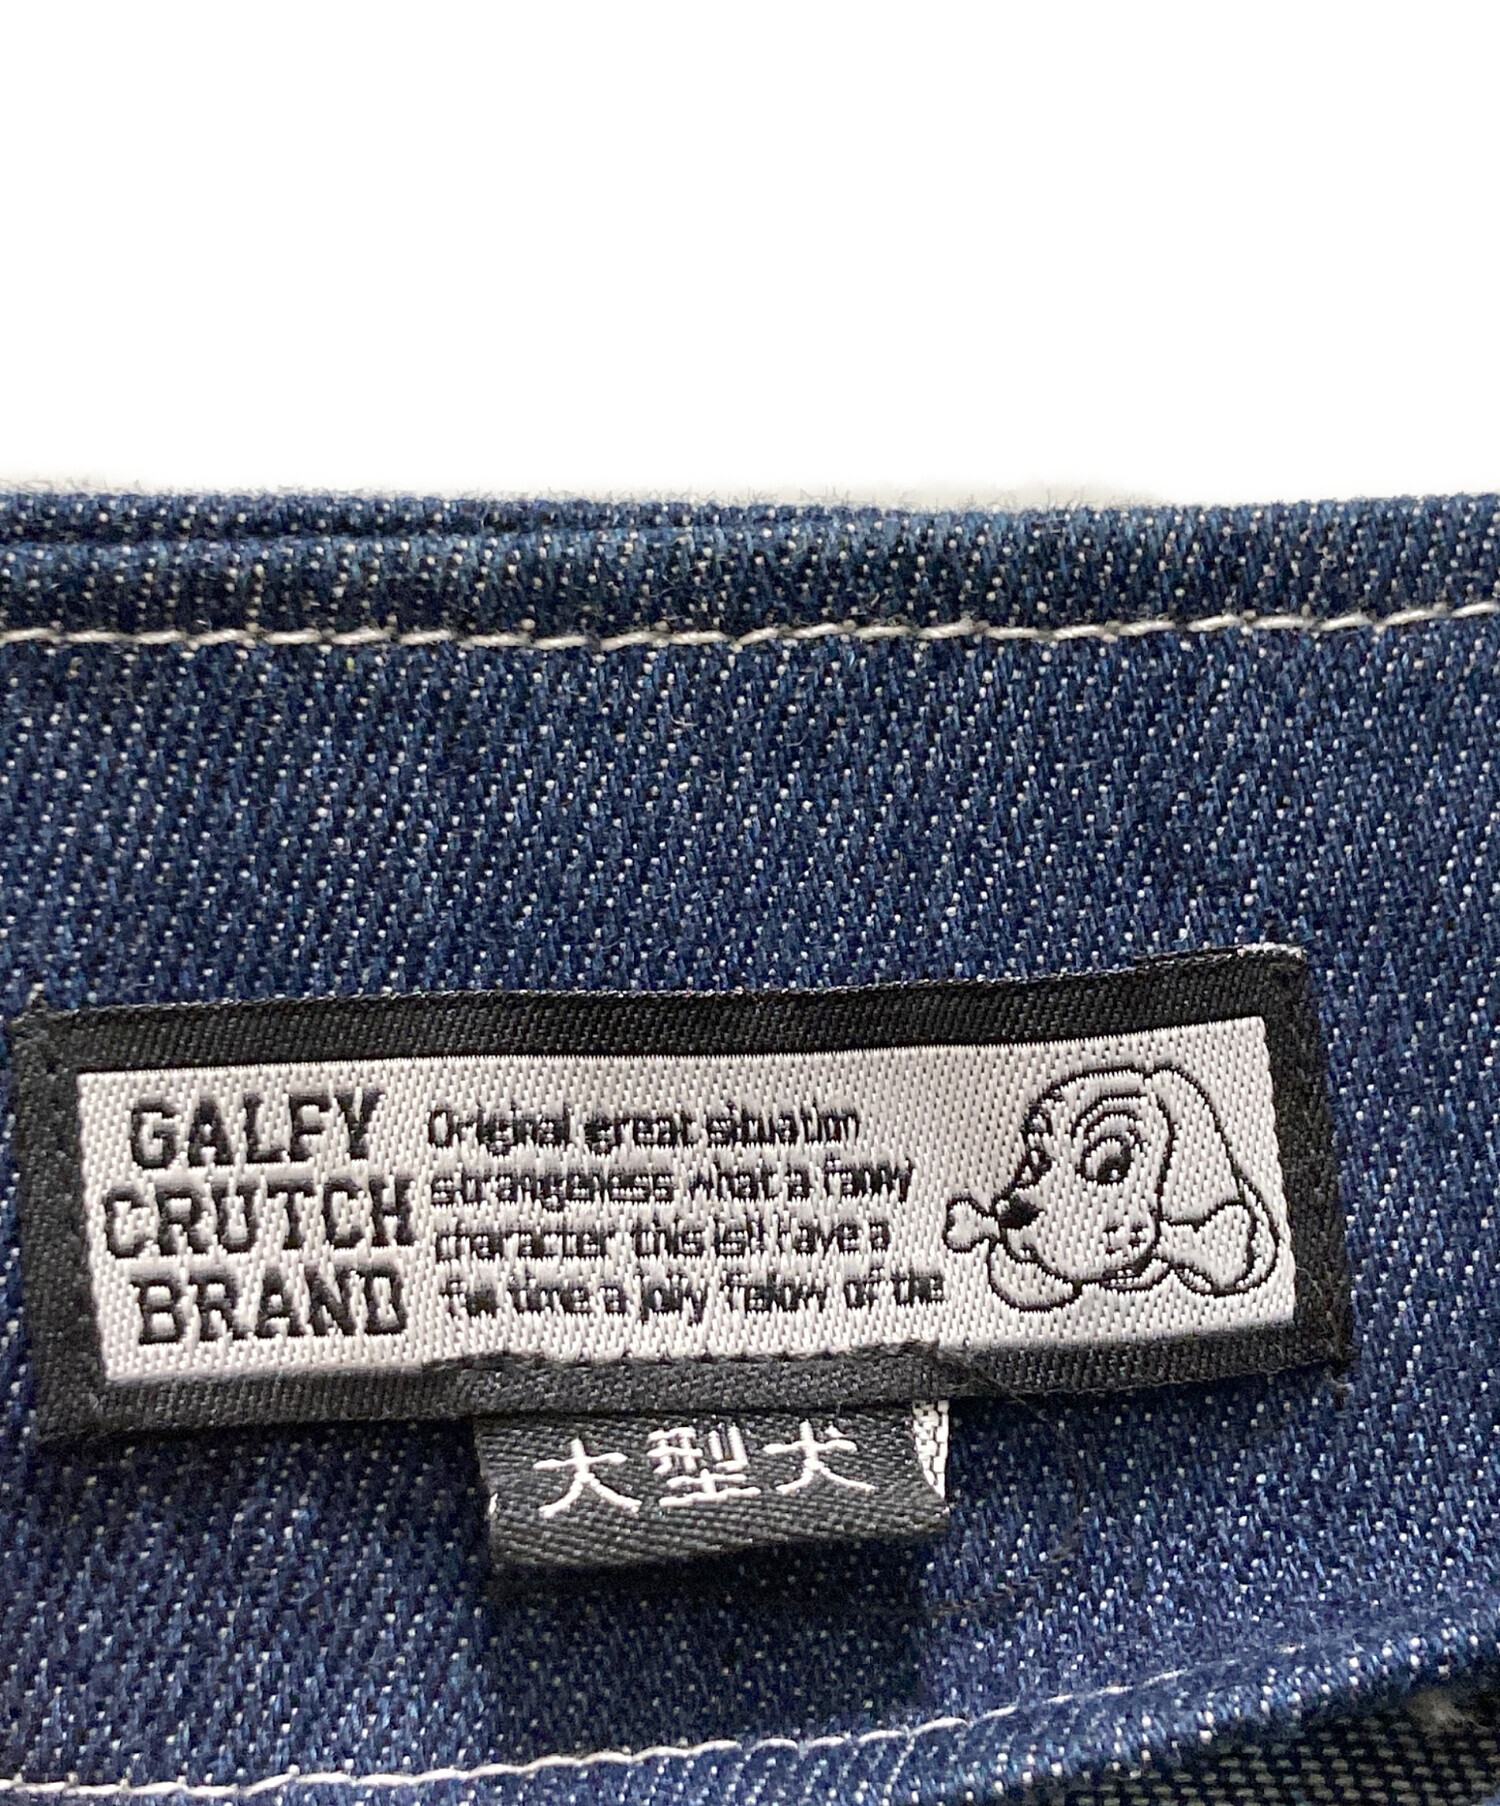 GALFY
CRUTCH
BRAND
Original great situation
strangeness what a fanny
character this is!! Have a
time a jolly fellow of the
大型犬